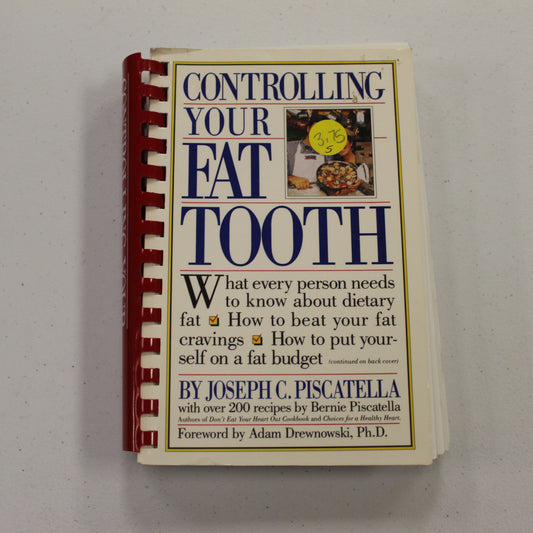 CONTROLLING
YOUR
FAT
TOOTH
3.75
5
What every person needs
to know about dietary
fat ☑ How to beat your fat
cravings ☑ How to put your-
self on a fat budget (continued on back cover)
BY JOSEPH C. PISCATELLA
with over 200 recipes by Bernie Piscatella
Authors of Don't Eat Your Heart Out Cookbook and Choices for a Healthy Heart.
Foreword by Adam Drewnowski, Ph.D.